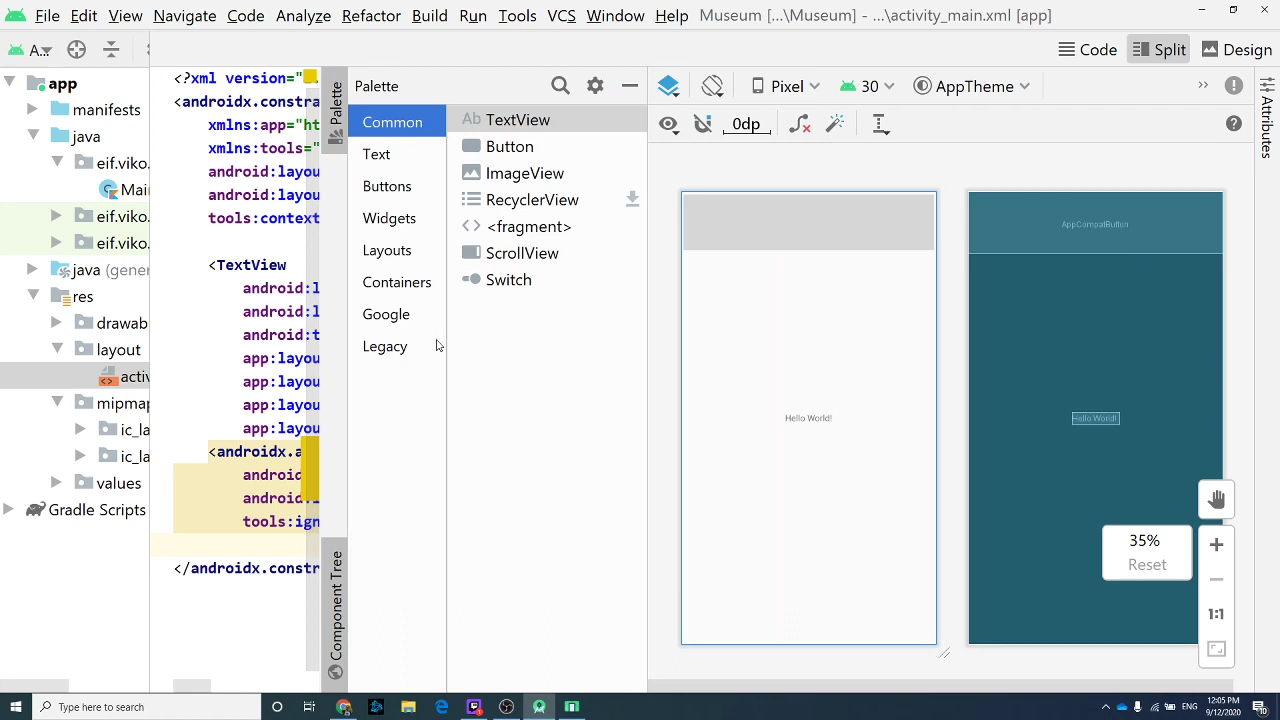 File Edit View Navigate Code Analyze Refactor Build Run Tools VCS Window Help Museum [...\Museum] - ...\activity_main.xml [app]
A...
Code Split Design
app
manifests
java
eif.viko.
Mai
eif.viko.
eif.viko.
java (gener
res
drawab
layout
activ
mipmap
ic_la
ic_la
values
Gradle Scripts
<?xml version="
<androidx.constra
xmlns:app="ht
xmlns:tools="
android:layou
android:layou
tools:context
<TextView
android:l
android:l
android:t
app:layou
app:layou
app:layou
app:layou
<androidx.a
android
android:i
tools:ign
</androidx.constr
Palette
Component Tree
Palette
Common
Text
Buttons
Widgets
Layouts
Containers
Google
Legacy
Ab TextView
Button
ImageView
RecyclerView
<fragment>
ScrollView
Switch
Pixel 30 AppTheme
0dp
Attributes
AppCompatButton
Hello World!
Hello World!
35%
Reset
1:1
Type here to search
12:05 PM
9/12/2020